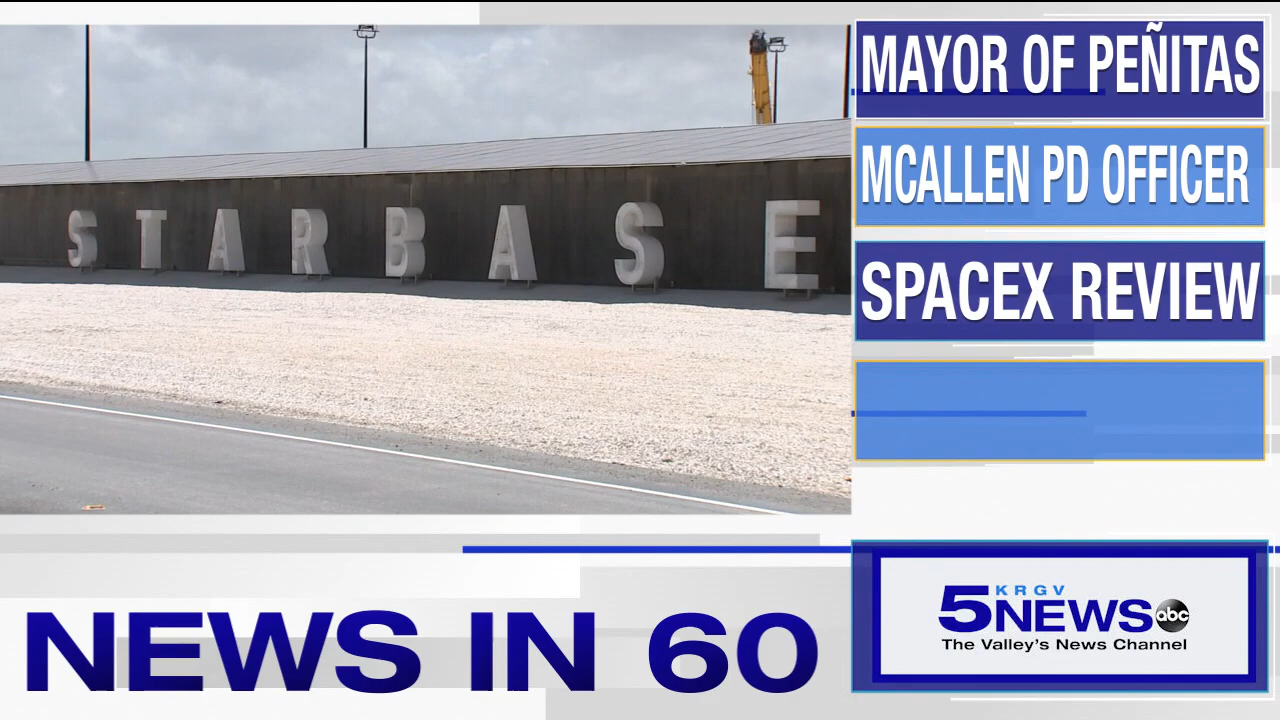 STARBASE
MAYOR OF PEÑITAS
MCALLEN PD OFFICER
SPACEX REVIEW
NEWS IN 60
KRGV
5NEWS abc
The Valley's News Channel